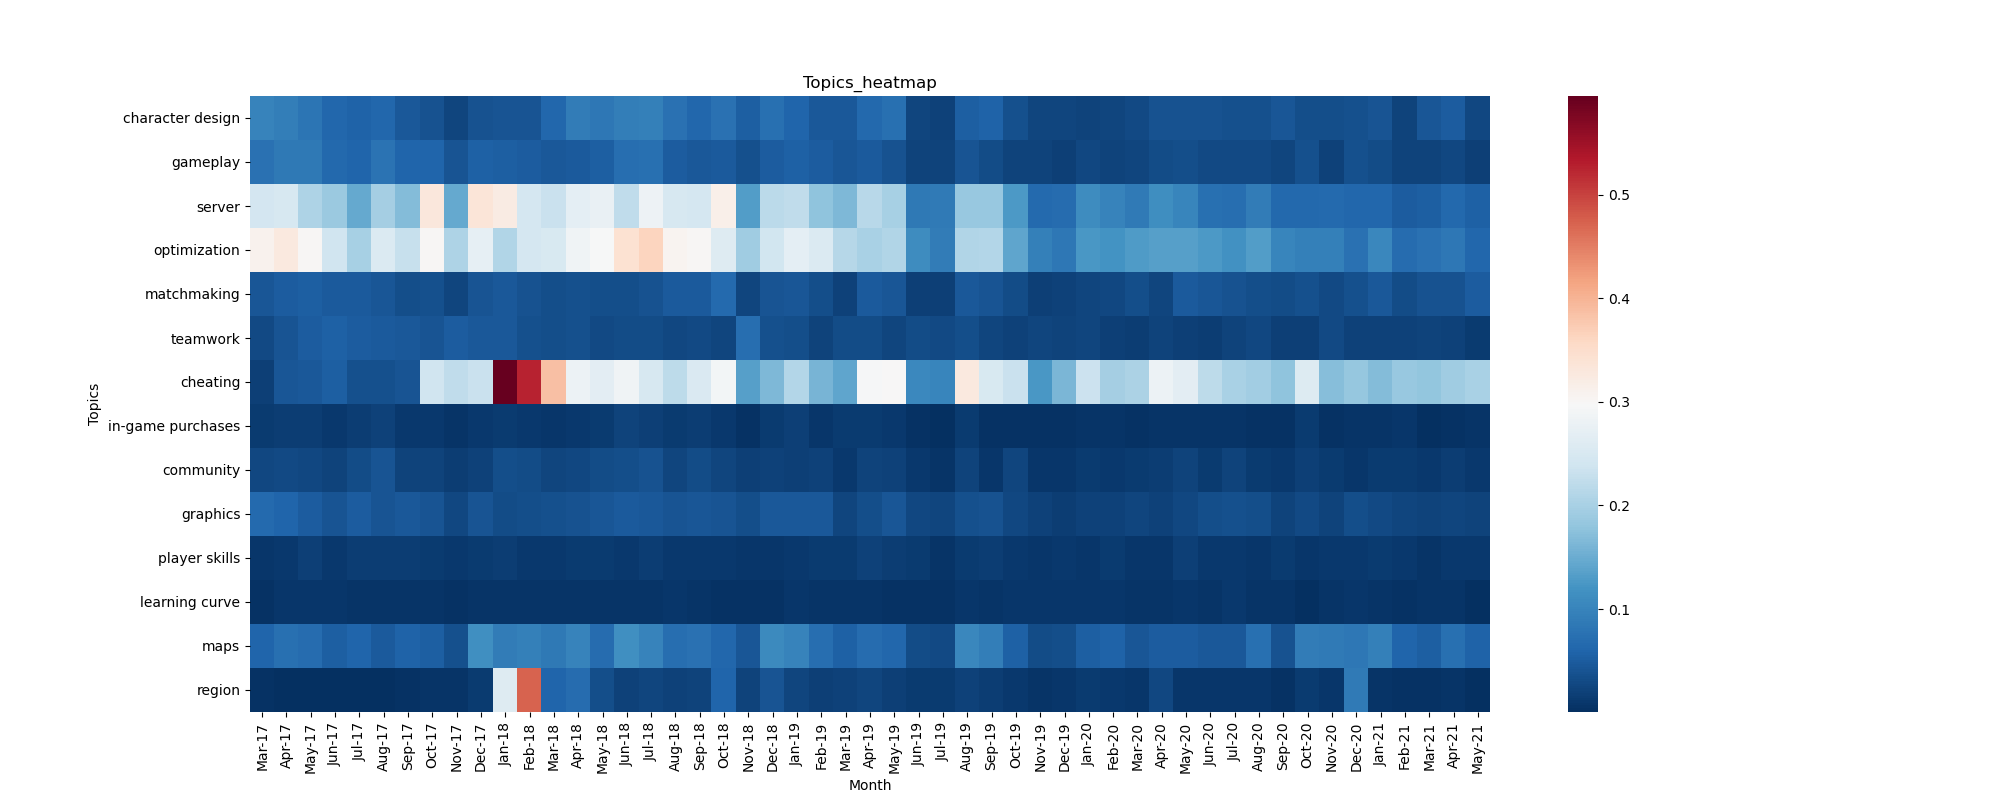 Topics_heatmap
character design
gameplay
server
optimization
matchmaking
teamwork
cheating
in-game purchases
community
graphics
player skills
learning curve
maps
region
Topics
Mar-17 Apr-17 May-17 Jun-17 Jul-17 Aug-17 Sep-17 Oct-17 Nov-17 Dec-17 Jan-18 Feb-18 Mar-18 Apr-18 May-18 Jun-18 Jul-18 Aug-18 Sep-18 Oct-18 Nov-18 Dec-18 Jan-19 Feb-19 Mar-19 Apr-19 May-19 Jun-19 Jul-19 Aug-19 Sep-19 Oct-19 Nov-19 Dec-19 Jan-20 Feb-20 Mar-20 Apr-20 May-20 Jun-20 Jul-20 Aug-20 Sep-20 Oct-20 Nov-20 Dec-20 Jan-21 Feb-21 Mar-21 Apr-21 May-21
Month
0.5
0.4
0.3
0.2
0.1